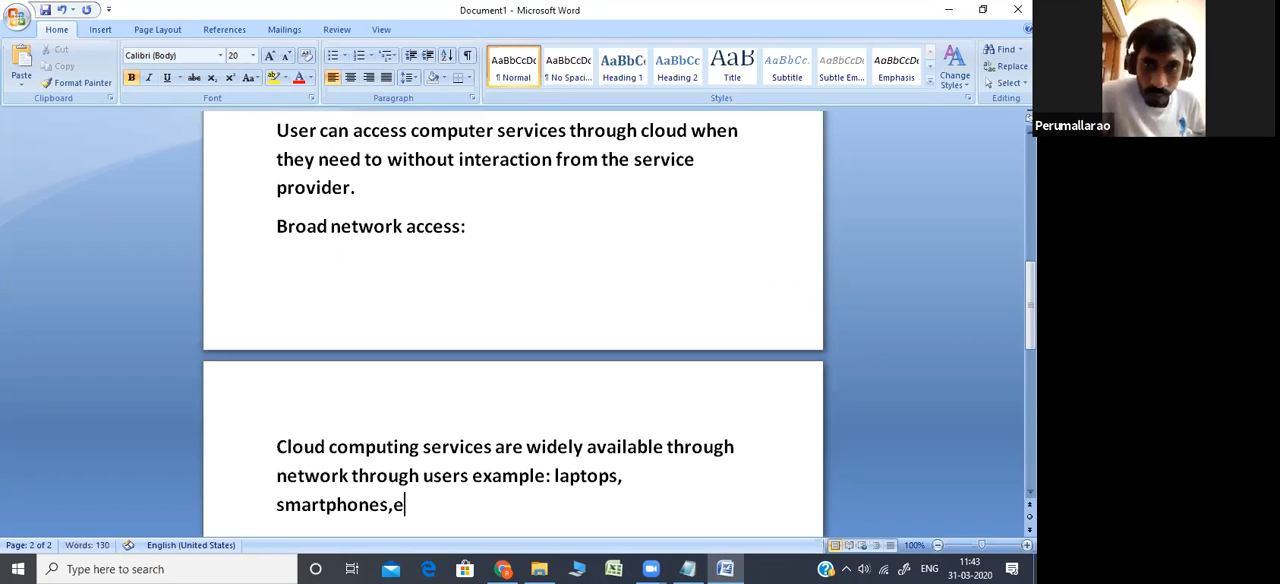 Document1 - Microsoft Word
Home Insert Page Layout References Mailings Review View
Paste
Cut
Copy
Format Painter
Clipboard
Calibri (Body) 20
Font
Paragraph
AaBbCcDc AaBbCcDc AaBbC AaBbCc AaB AaBbCc. AaBbCcDt AaBbCcDt
¶ Normal ¶ No Spaci... Heading 1 Heading 2 Title Subtitle Subtle Em... Emphasis
Change Styles
Styles
Find
Replace
Select
Editing
Perumallarao
User can access computer services through cloud when
they need to without interaction from the service
provider.
Broad network access:
Cloud computing services are widely available through
network through users example: laptops,
smartphones,e
Page: 2 of 2 Words: 130 English (United States) 100%
Type here to search
ENG
11:43
31-03-2020